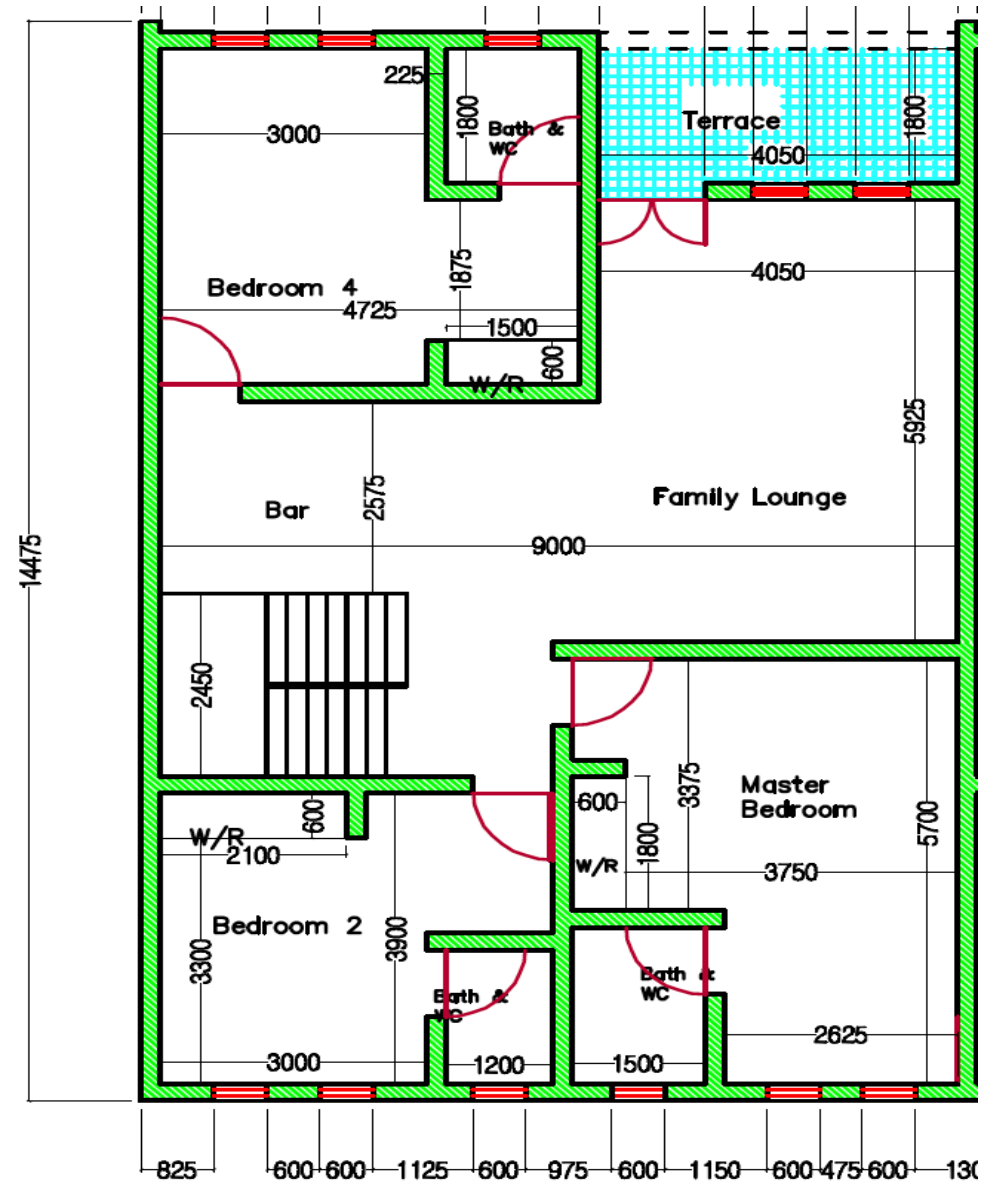 225
1800
Bath &
WC
3000
Terrace
1800
4050
4050
1875
Bedroom 4
4725
1500
600
W/R
5925
Bar
2575
Family Lounge
9000
14475
2450
600
W/R
2100
600
3375
Master
Bedroom
1800
W/R
5700
3750
Bedroom 2
3300
3900
Bath &
WC
Bath &
WC
2625
3000
1200
1500
825
600
600
1125
600
975
600
1150
600
475
600
130